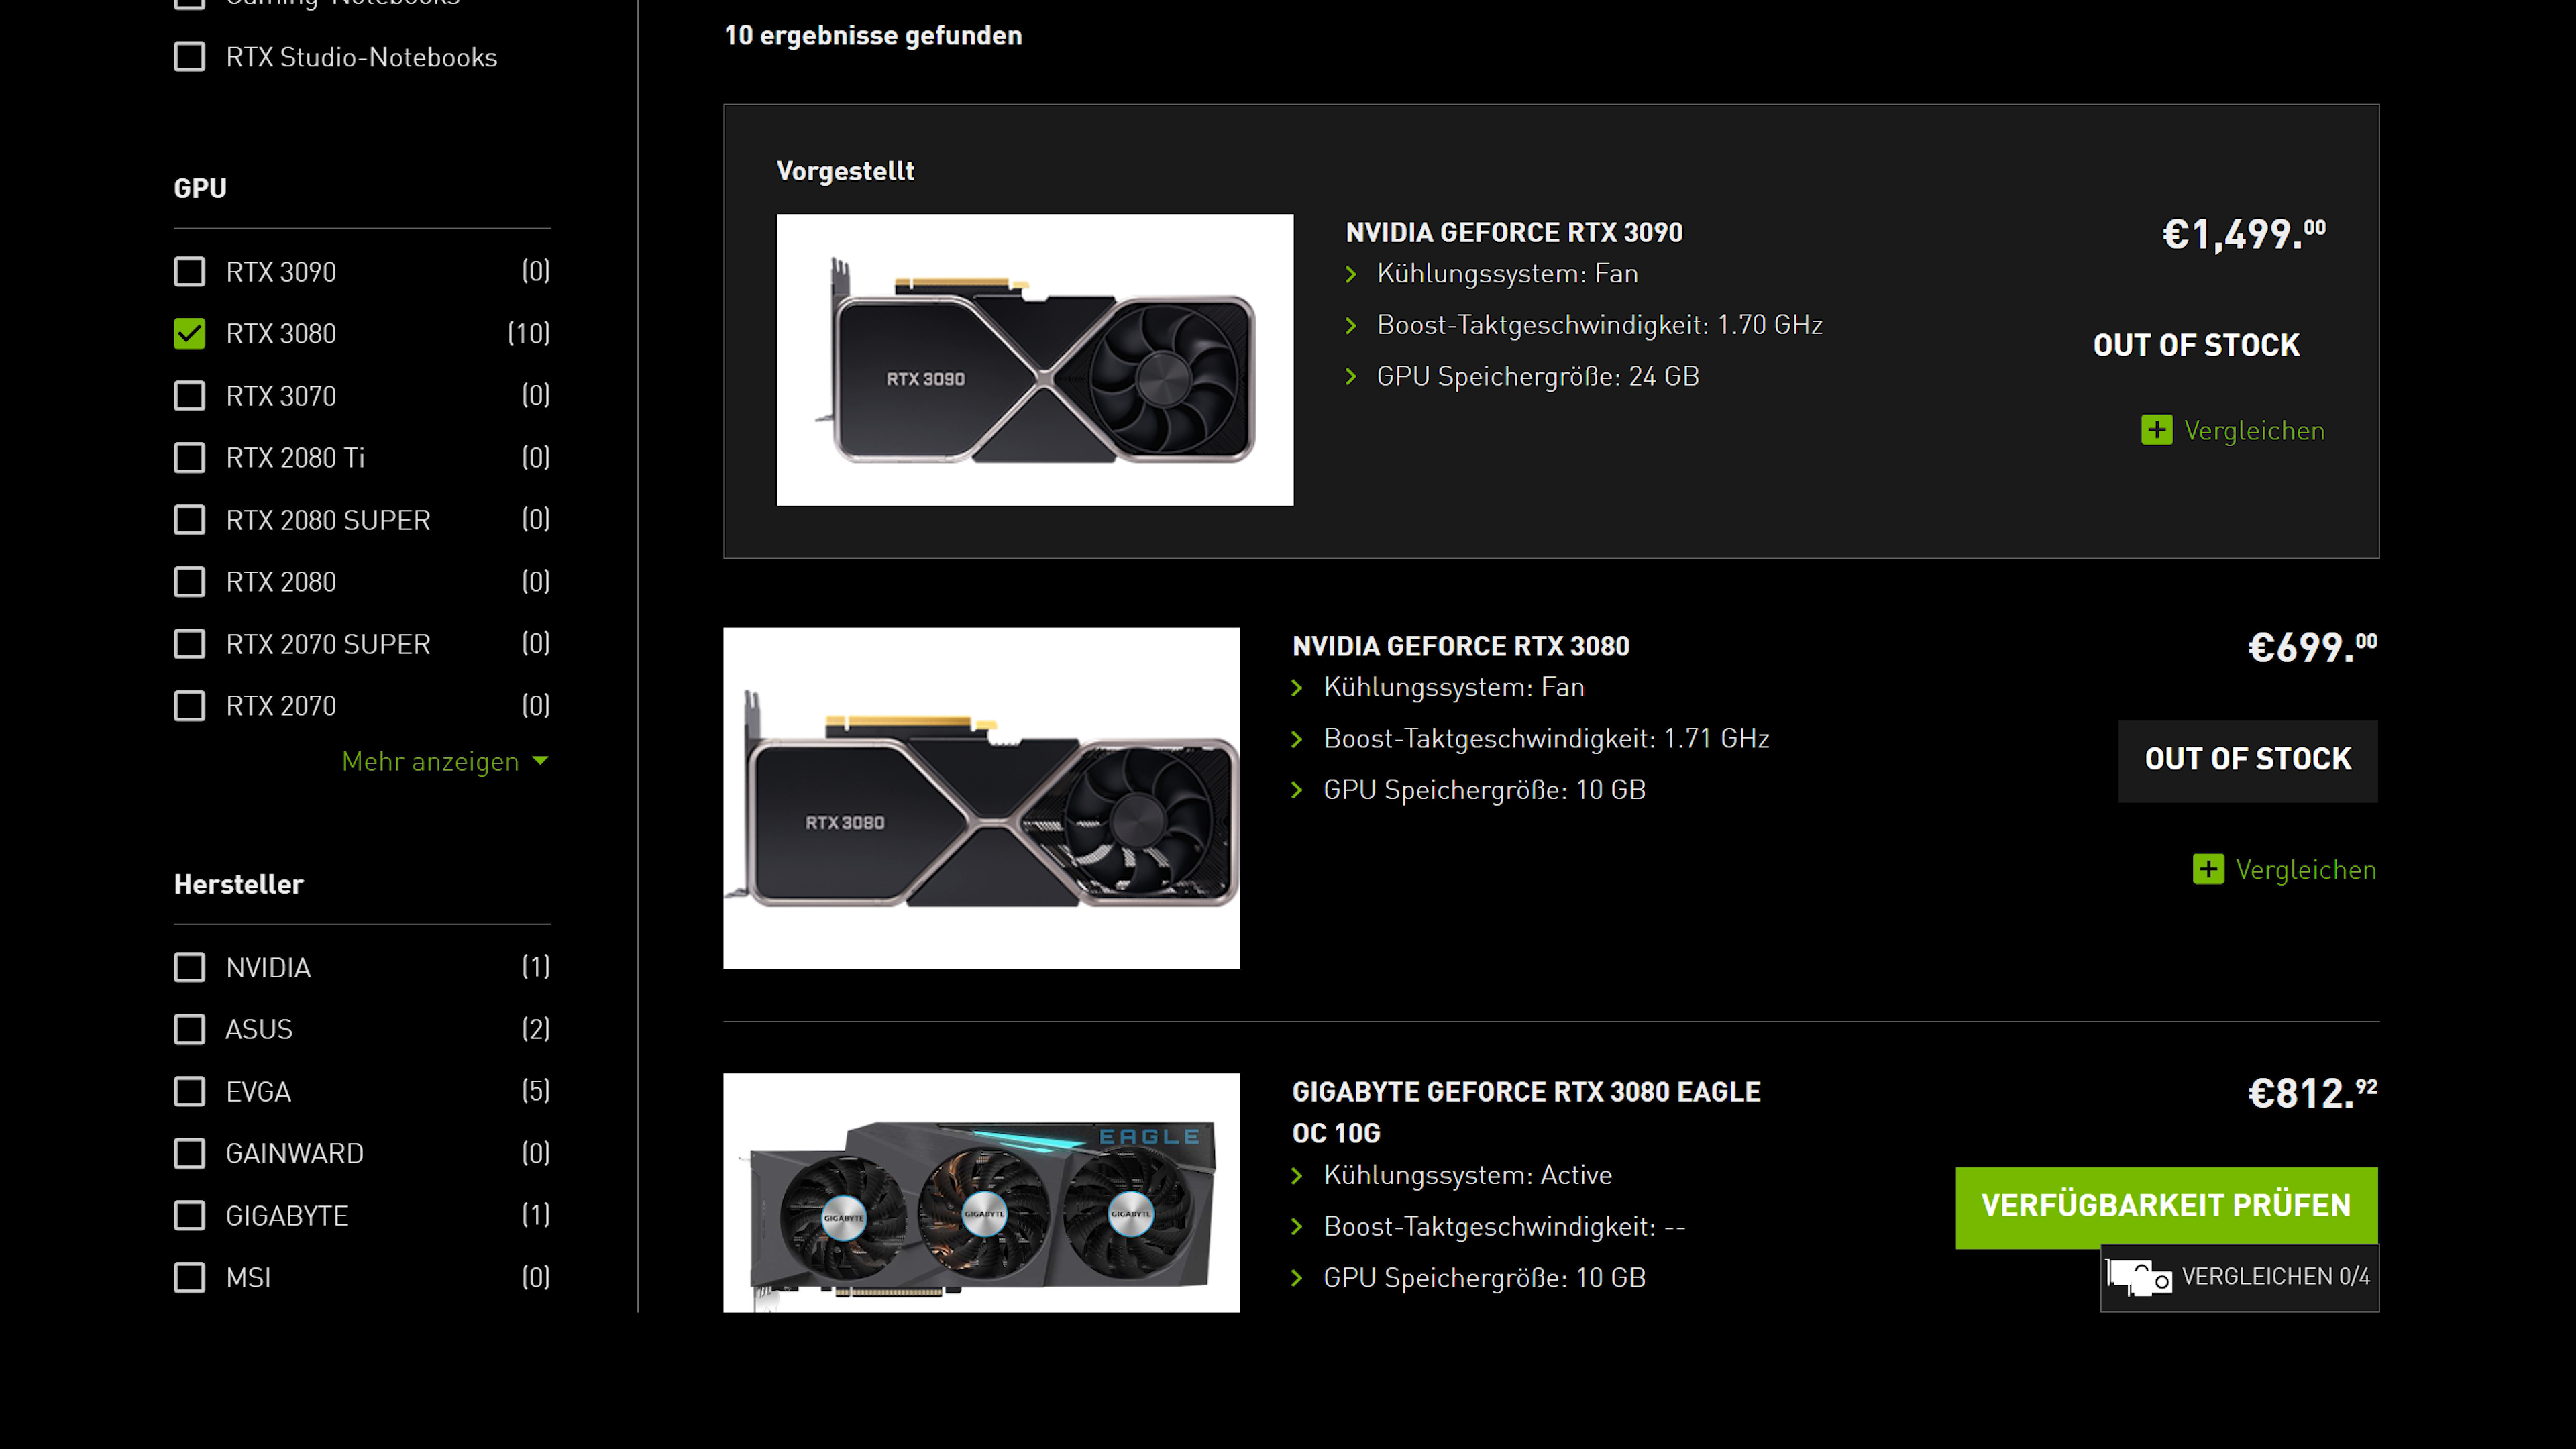 Gaming-Notebooks
RTX Studio-Notebooks
GPU
RTX 3090 (0)
RTX 3080 (10)
RTX 3070 (0)
RTX 2080 Ti (0)
RTX 2080 SUPER (0)
RTX 2080 (0)
RTX 2070 SUPER (0)
RTX 2070 (0)
Mehr anzeigen
Hersteller
NVIDIA (1)
ASUS (2)
EVGA (5)
GAINWARD (0)
GIGABYTE (1)
MSI (0)
10 ergebnisse gefunden
Vorgestellt
RTX 3090
NVIDIA GEFORCE RTX 3090
Kühlungssystem: Fan
Boost-Taktgeschwindigkeit: 1.70 GHz
GPU Speichergröße: 24 GB
€1,499.00
OUT OF STOCK
Vergleichen
RTX 3080
NVIDIA GEFORCE RTX 3080
Kühlungssystem: Fan
Boost-Taktgeschwindigkeit: 1.71 GHz
GPU Speichergröße: 10 GB
€699.00
OUT OF STOCK
Vergleichen
EAGLE
GIGABYTE GIGABYTE GIGABYTE
GIGABYTE GEFORCE RTX 3080 EAGLE
OC 10G
Kühlungssystem: Active
Boost-Taktgeschwindigkeit: --
GPU Speichergröße: 10 GB
€812.92
VERFÜGBARKEIT PRÜFEN
VERGLEICHEN 0/4